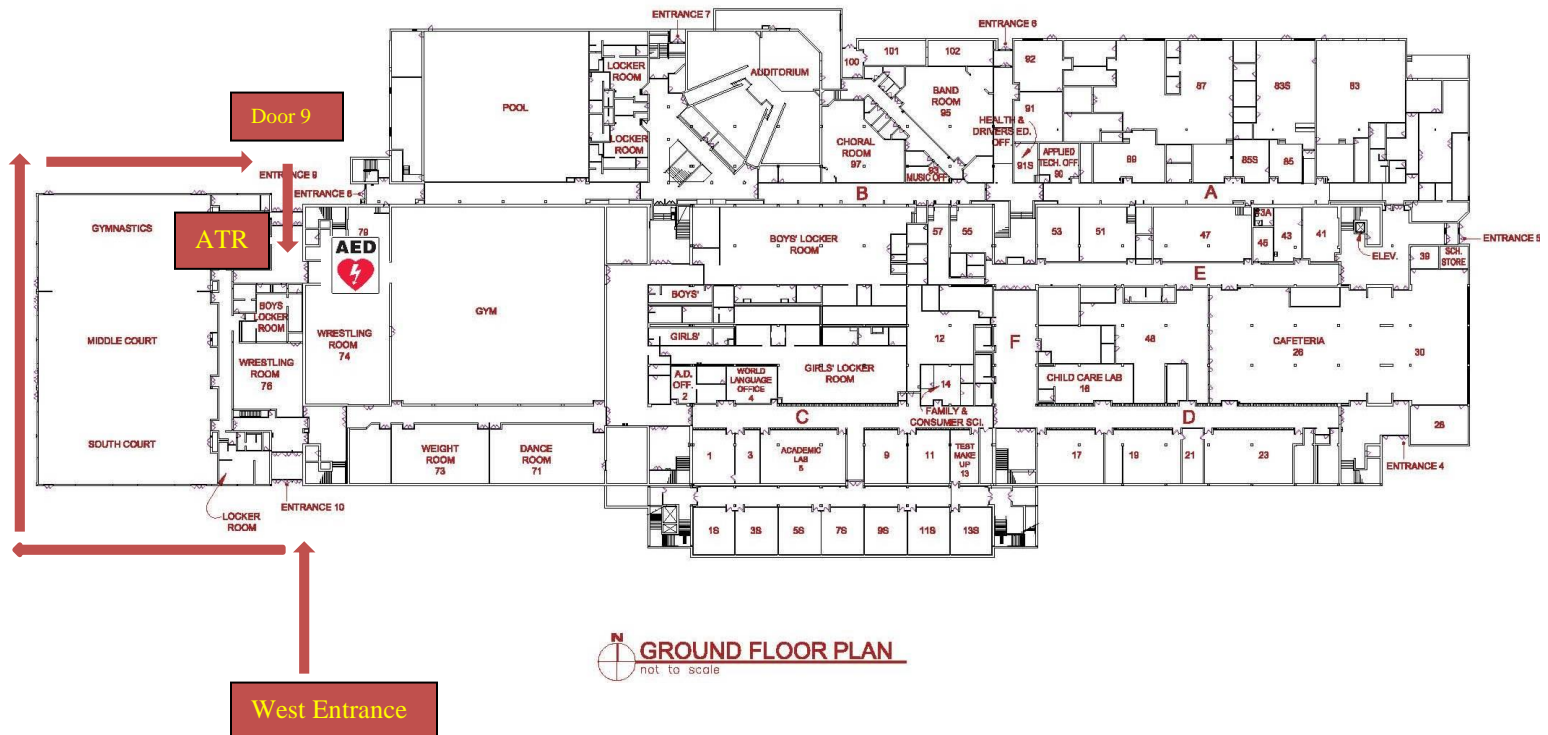 ENTRANCE 7
ENTRANCE 6
101
102
100
92
LOCKER
ROOM
AUDITORIUM
87
83S
83
POOL
BAND
ROOM
95
91
Door 9
HEALTH &
DRIVERS ED.
OFF.
LOCKER
ROOM
CHORAL
ROOM
97
93
MUSIC OFF.
91S
APPLIED
TECH. OFF.
90
89
85S
85
ENTRANCE 9
ENTRANCE 8
B
A
GYMNASTICS
ATR
79
AED
BOYS' LOCKER
ROOM
57
55
53
51
47
83A
45
43
41
ELEV.
39
SCH.
STORE
ENTRANCE 5
E
BOYS
LOCKER
ROOM
BOYS'
GYM
MIDDLE COURT
WRESTLING
ROOM
74
GIRLS'
12
F
48
CAFETERIA
26
30
WRESTLING
ROOM
76
A.D.
OFF.
2
WORLD
LANGUAGE
OFFICE
4
GIRLS' LOCKER
ROOM
14
CHILD CARE LAB
16
C
FAMILY &
CONSUMER SCI.
D
28
SOUTH COURT
WEIGHT
ROOM
73
DANCE
ROOM
71
1
3
ACADEMIC
LAB
5
9
11
TEST
MAKE
UP
13
17
19
21
23
ENTRANCE 4
LOCKER
ROOM
ENTRANCE 10
1S
3S
5S
7S
9S
11S
13S
N
GROUND FLOOR PLAN
not to scale
West Entrance